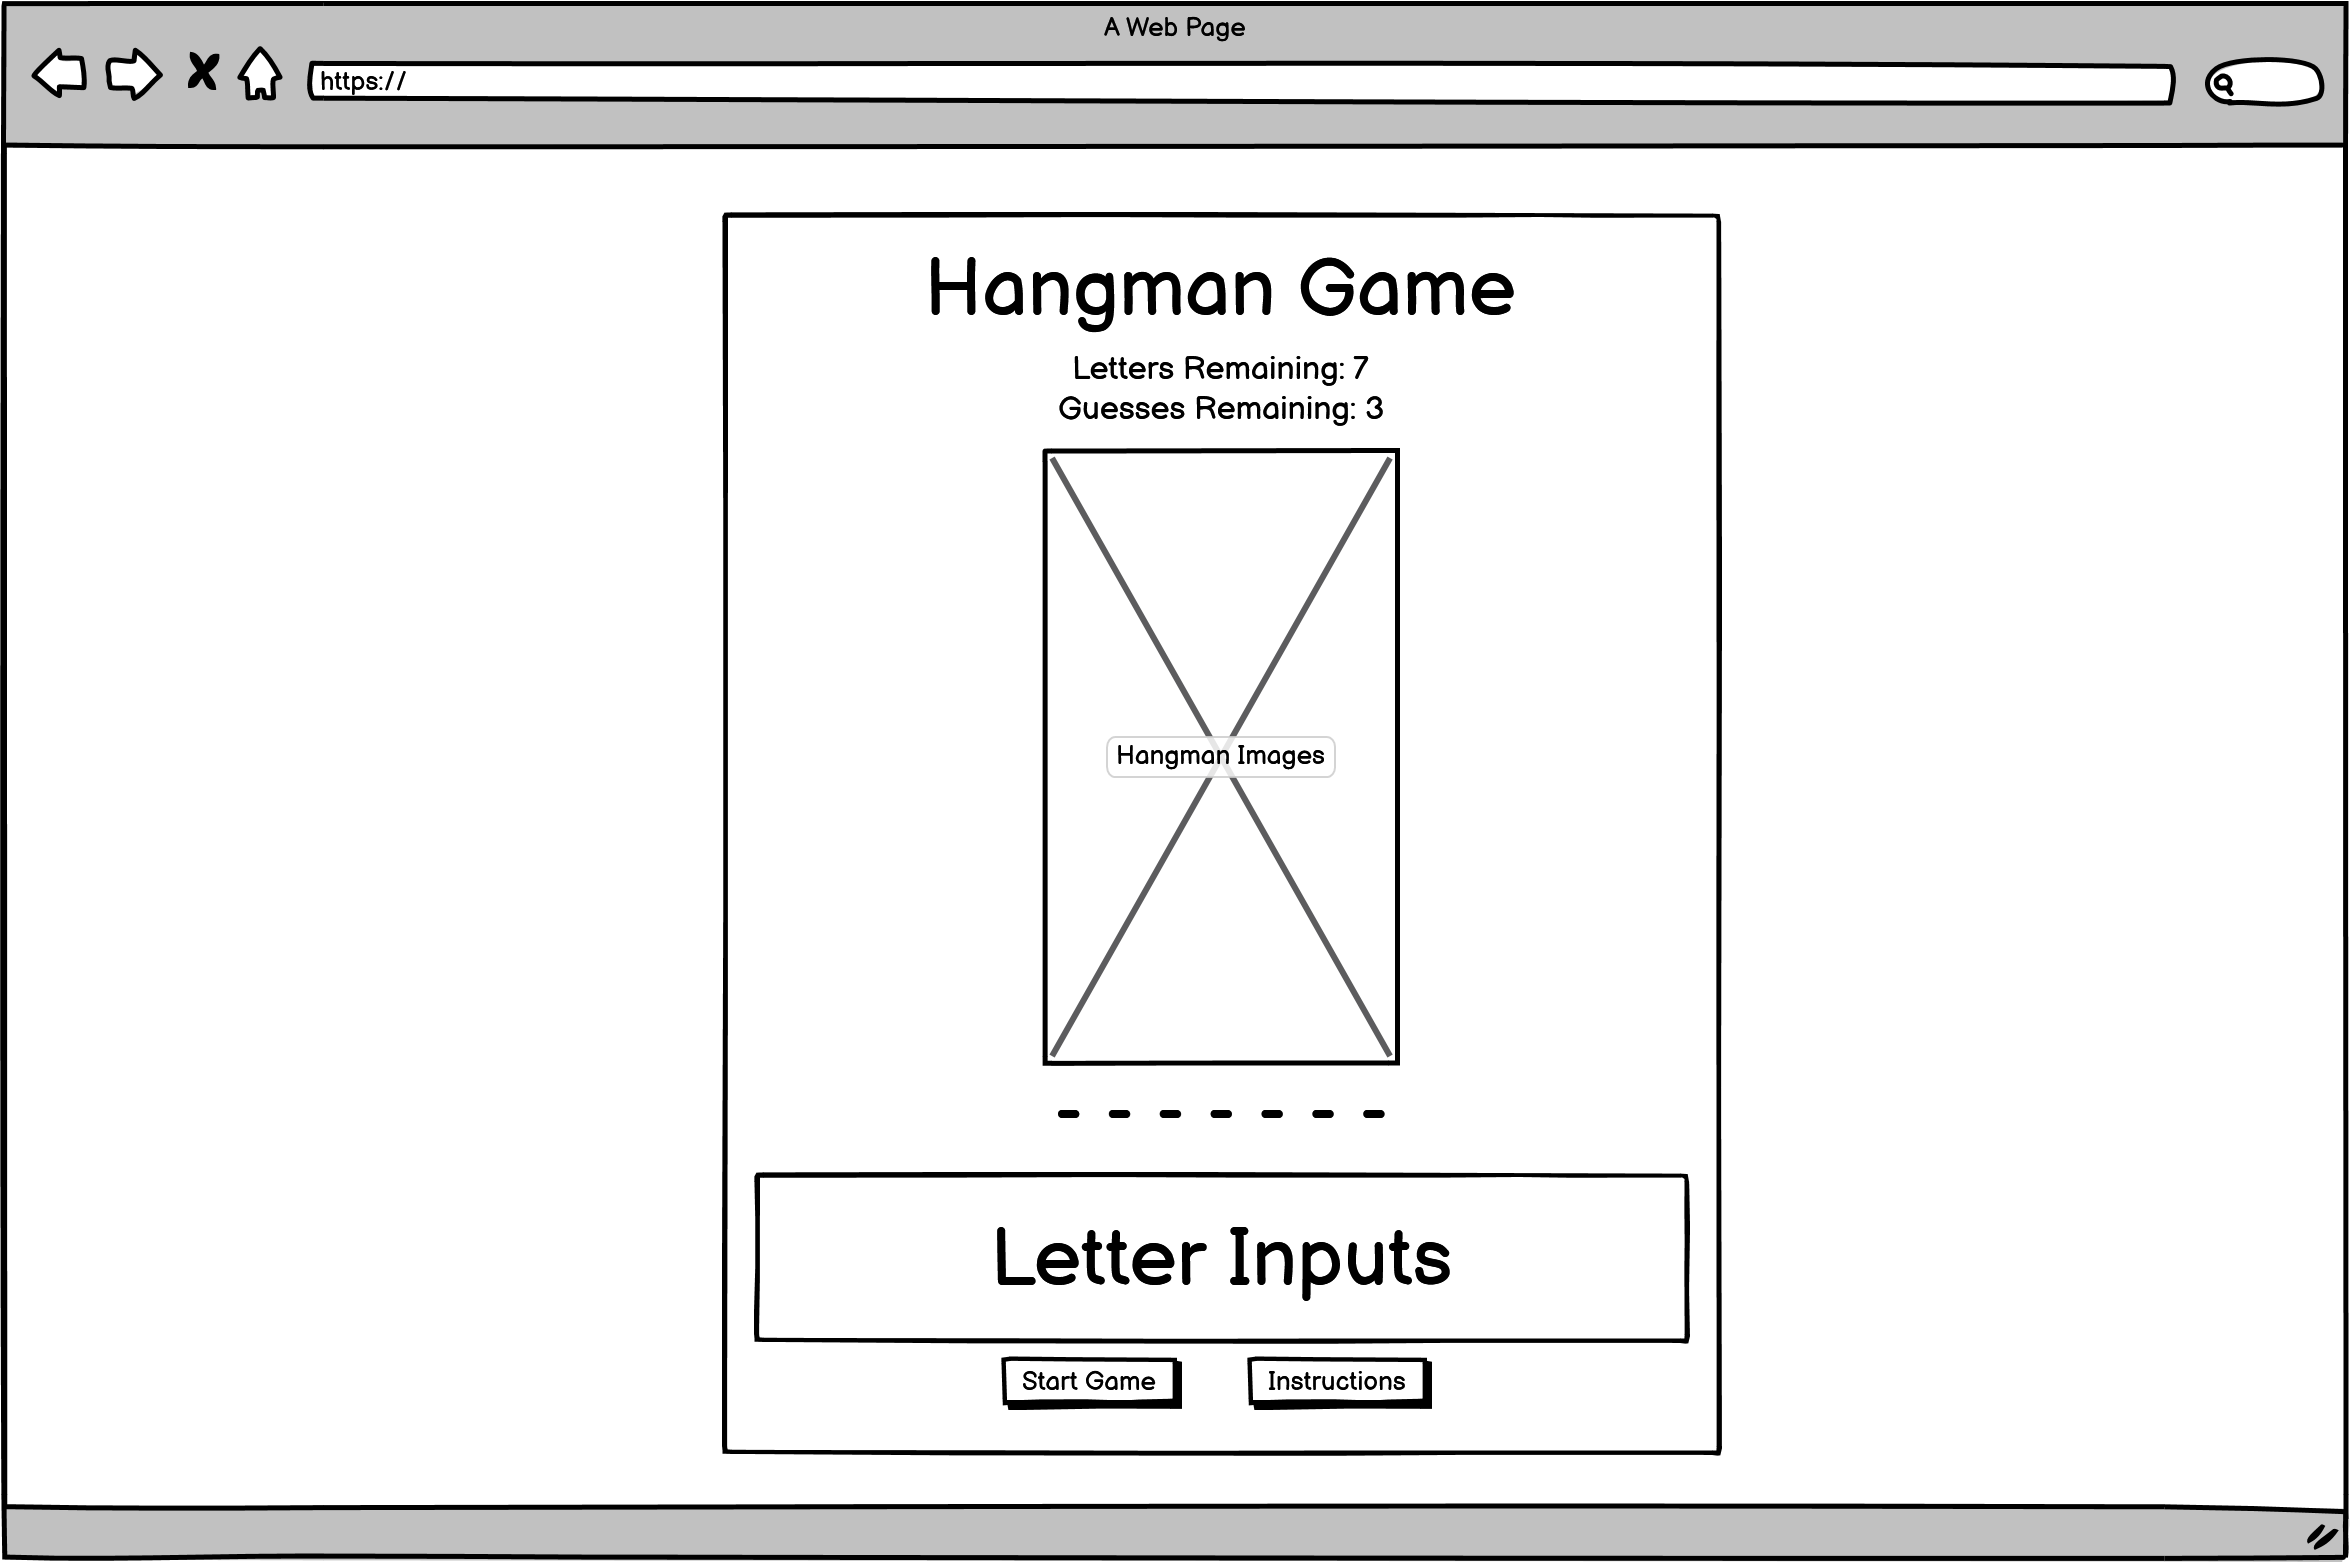 A Web Page
https://
Hangman Game
Letters Remaining: 7
Guesses Remaining: 3
Hangman Images
- - - - - - -
Letter Inputs
Start Game
Instructions